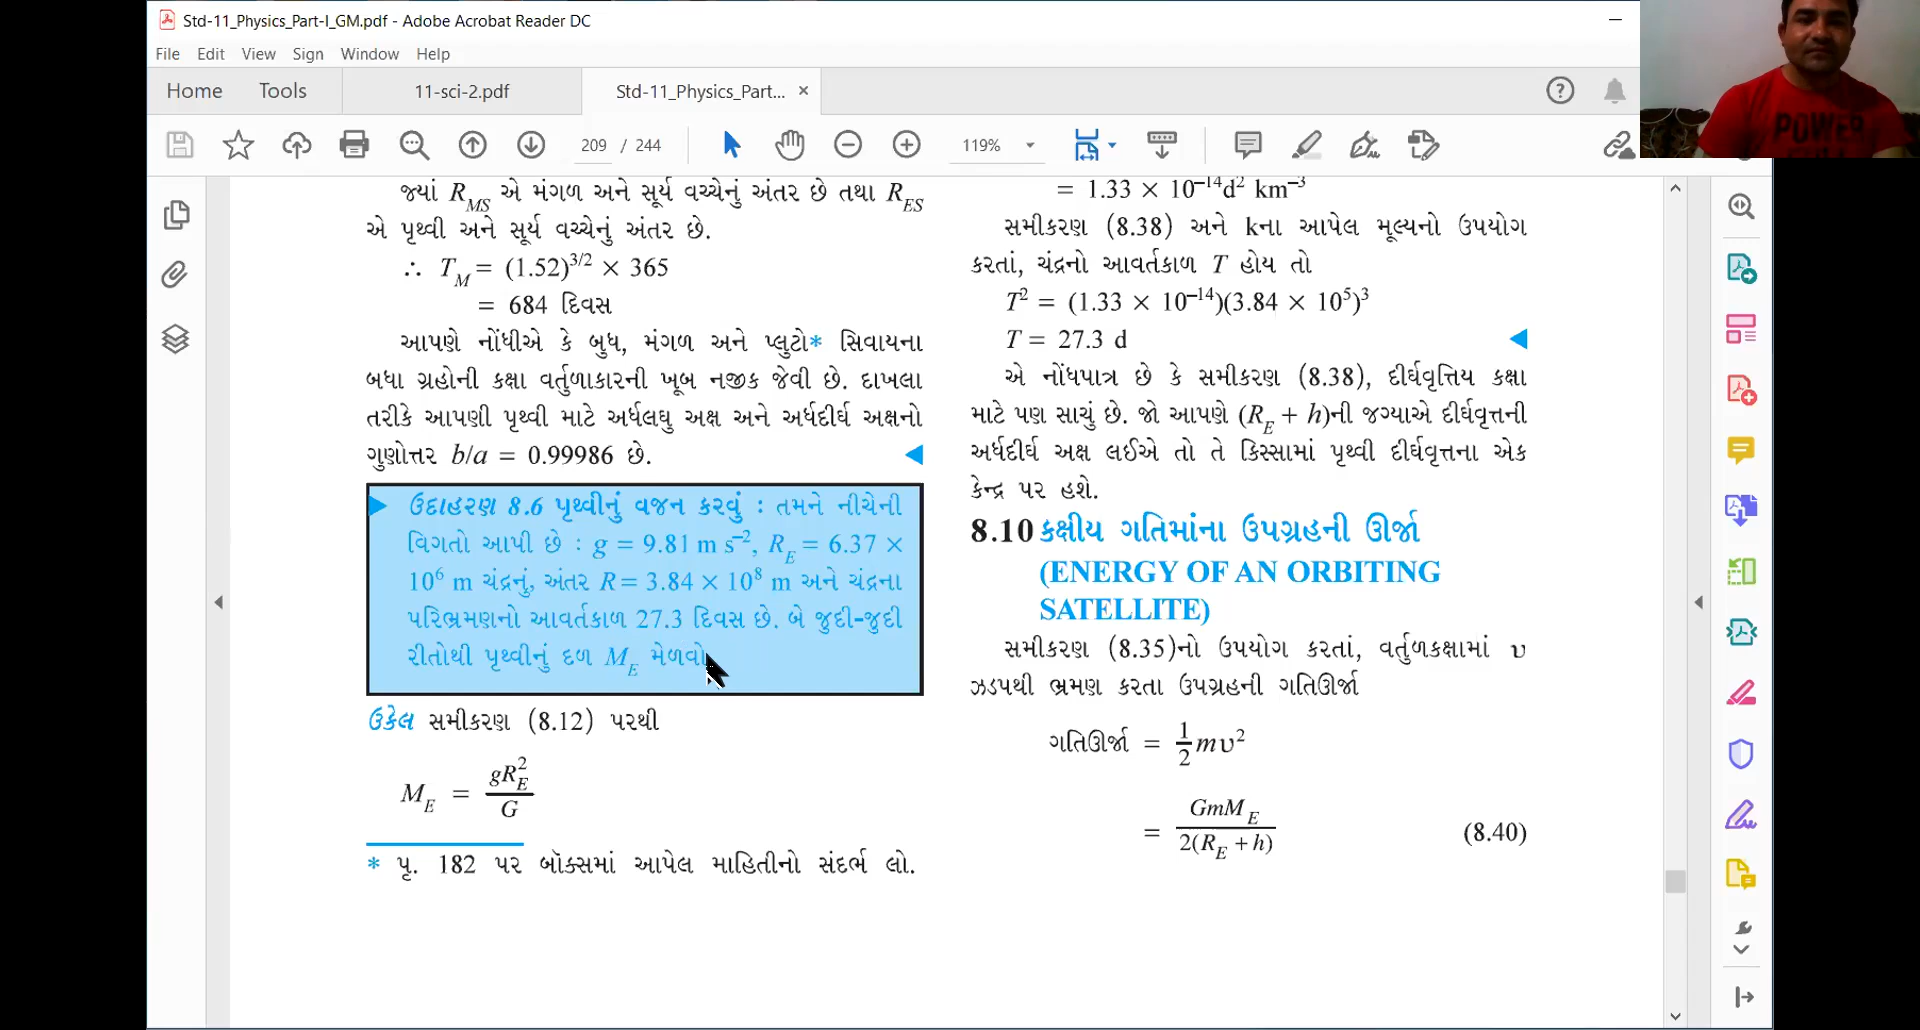 Std-11_Physics_Part-I_GM.pdf - Adobe Acrobat Reader DC
File Edit View Window Sign Help
Home Tools 11-sci-2.pdf Std-11_Physics_Part... ×
209 / 244 119%
જ્યાં R_MS એ મંગળ અને સૂર્ય વચ્ચેનું અંતર છે તથા R_ES
એ પૃથ્વી અને સૂર્ય વચ્ચેનું અંતર છે.
∴ T_M = (1.52)^3/2 × 365
= 684 દિવસ
આપણે નોંધીએ કે બુધ, મંગળ અને પ્લુટો* સિવાયના
બધા ગ્રહોની કક્ષા વર્તુળાકારની ખૂબ નજીક જેવી છે. દાખલા
તરીકે આપણી પૃથ્વી માટે અર્ધલઘુ અક્ષ અને અર્ધદીર્ઘ અક્ષનો
ગુણોત્તર b/a = 0.99986 છે.
ઉદાહરણ 8.6 પૃથ્વીનું વજન કરવું : તમને નીચેની
વિગતો આપી છે : g = 9.81 m s^–2, R_E = 6.37 ×
10^6 m ચંદ્રનું, અંતર R = 3.84 × 10^8 m અને ચંદ્રના
પરિભ્રમણનો આવર્તકાળ 27.3 દિવસ છે. બે જુદી-જુદી
રીતોથી પૃથ્વીનું દળ M_E મેળવો
ઉકેલ સમીકરણ (8.12) પરથી
M_E = gR_E^2 / G
* પૃ. 182 પર બૉક્સમાં આપેલ માહિતીનો સંદર્ભ લો.
= 1.33 × 10^–14 d^2 km^–3
સમીકરણ (8.38) અને kના આપેલ મૂલ્યનો ઉપયોગ
કરતાં, ચંદ્રનો આવર્તકાળ T હોય તો
T^2 = (1.33 × 10^–14)(3.84 × 10^5)^3
T = 27.3 d
એ નોંધપાત્ર છે કે સમીકરણ (8.38), દીર્ઘવૃત્તિય કક્ષા
માટે પણ સાચું છે. જો આપણે (R_E + h)ની જગ્યાએ દીર્ઘવૃત્તની
અર્ધદીર્ઘ અક્ષ લઈએ તો તે કિસ્સામાં પૃથ્વી દીર્ઘવૃત્તના એક
કેન્દ્ર પર હશે.
8.10 કક્ષીય ગતિમાંના ઉપગ્રહની ઊર્જા
(ENERGY OF AN ORBITING
SATELLITE)
સમીકરણ (8.35)નો ઉપયોગ કરતાં, વર્તુળકક્ષામાં υ
ઝડપથી ભ્રમણ કરતા ઉપગ્રહની ગતિઊર્જા
ગતિઊર્જા = 1/2 mυ^2
= GmM_E / 2(R_E + h) (8.40)
POWER